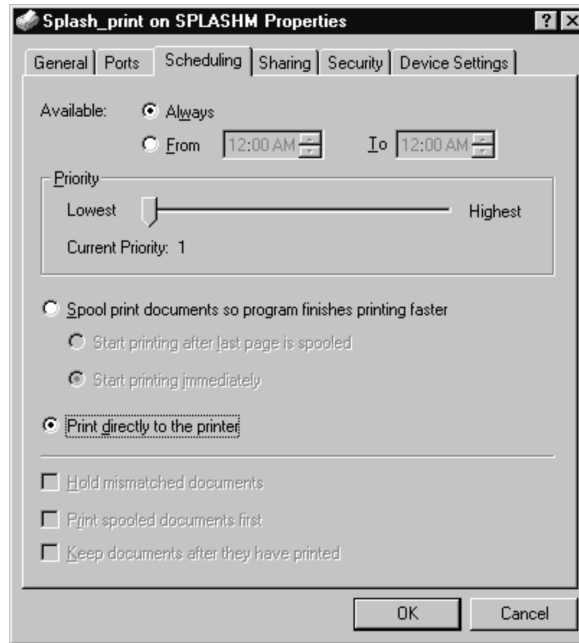 Splash_print on SPLASHM Properties
General Ports Scheduling Sharing Security Device Settings
Available: Always
From 12:00 AM To 12:00 AM
Priority
Lowest Highest
Current Priority: 1
Spool print documents so program finishes printing faster
Start printing after last page is spooled
Start printing immediately
Print directly to the printer
Hold mismatched documents
Print spooled documents first
Keep documents after they have printed
OK Cancel